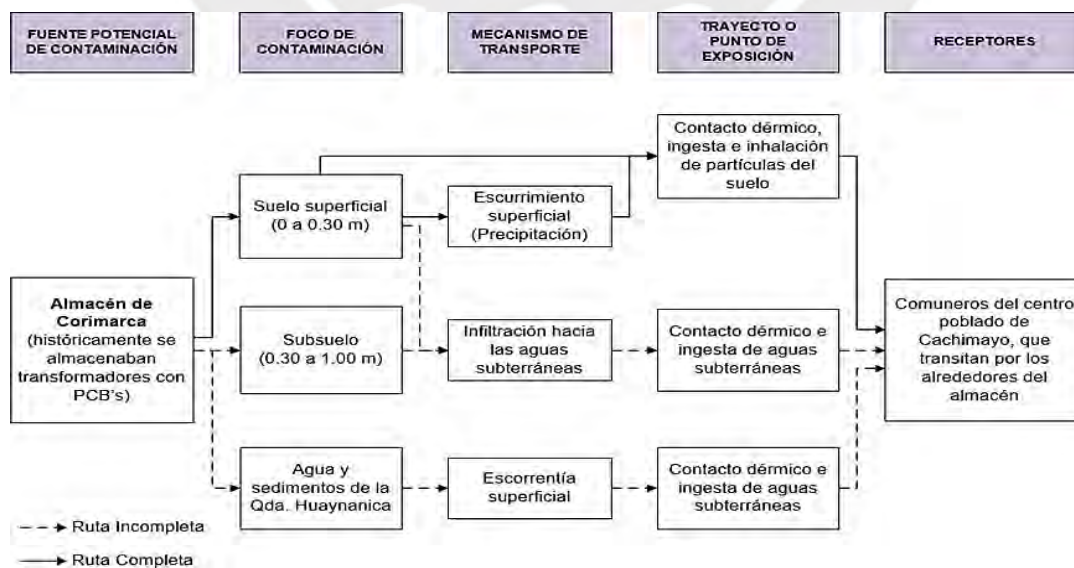 FUENTE POTENCIAL
DE CONTAMINACIÓN
FOCO DE
CONTAMINACIÓN
MECANISMO DE
TRANSPORTE
TRAYECTO O
PUNTO DE
EXPOSICIÓN
RECEPTORES
Contacto dérmico,
ingesta e inhalación
de partículas del
suelo
Suelo superficial
(0 a 0.30 m)
Escurrimiento
superficial
(Precipitación)
Almacén de
Corimarca
(históricamente se
almacenaban
transformadores con
PCB's)
Subsuelo
(0.30 a 1.00 m)
Infiltración hacia
las aguas
subterráneas
Contacto dérmico e
ingesta de aguas
subterráneas
Comuneros del centro
poblado de
Cachimayo, que
transitan por los
alrededores del
almacén
Agua y
sedimentos de la
Qda. Huaynanica
Escorrentía
superficial
Contacto dérmico e
ingesta de aguas
subterráneas
Ruta Incompleta
Ruta Completa